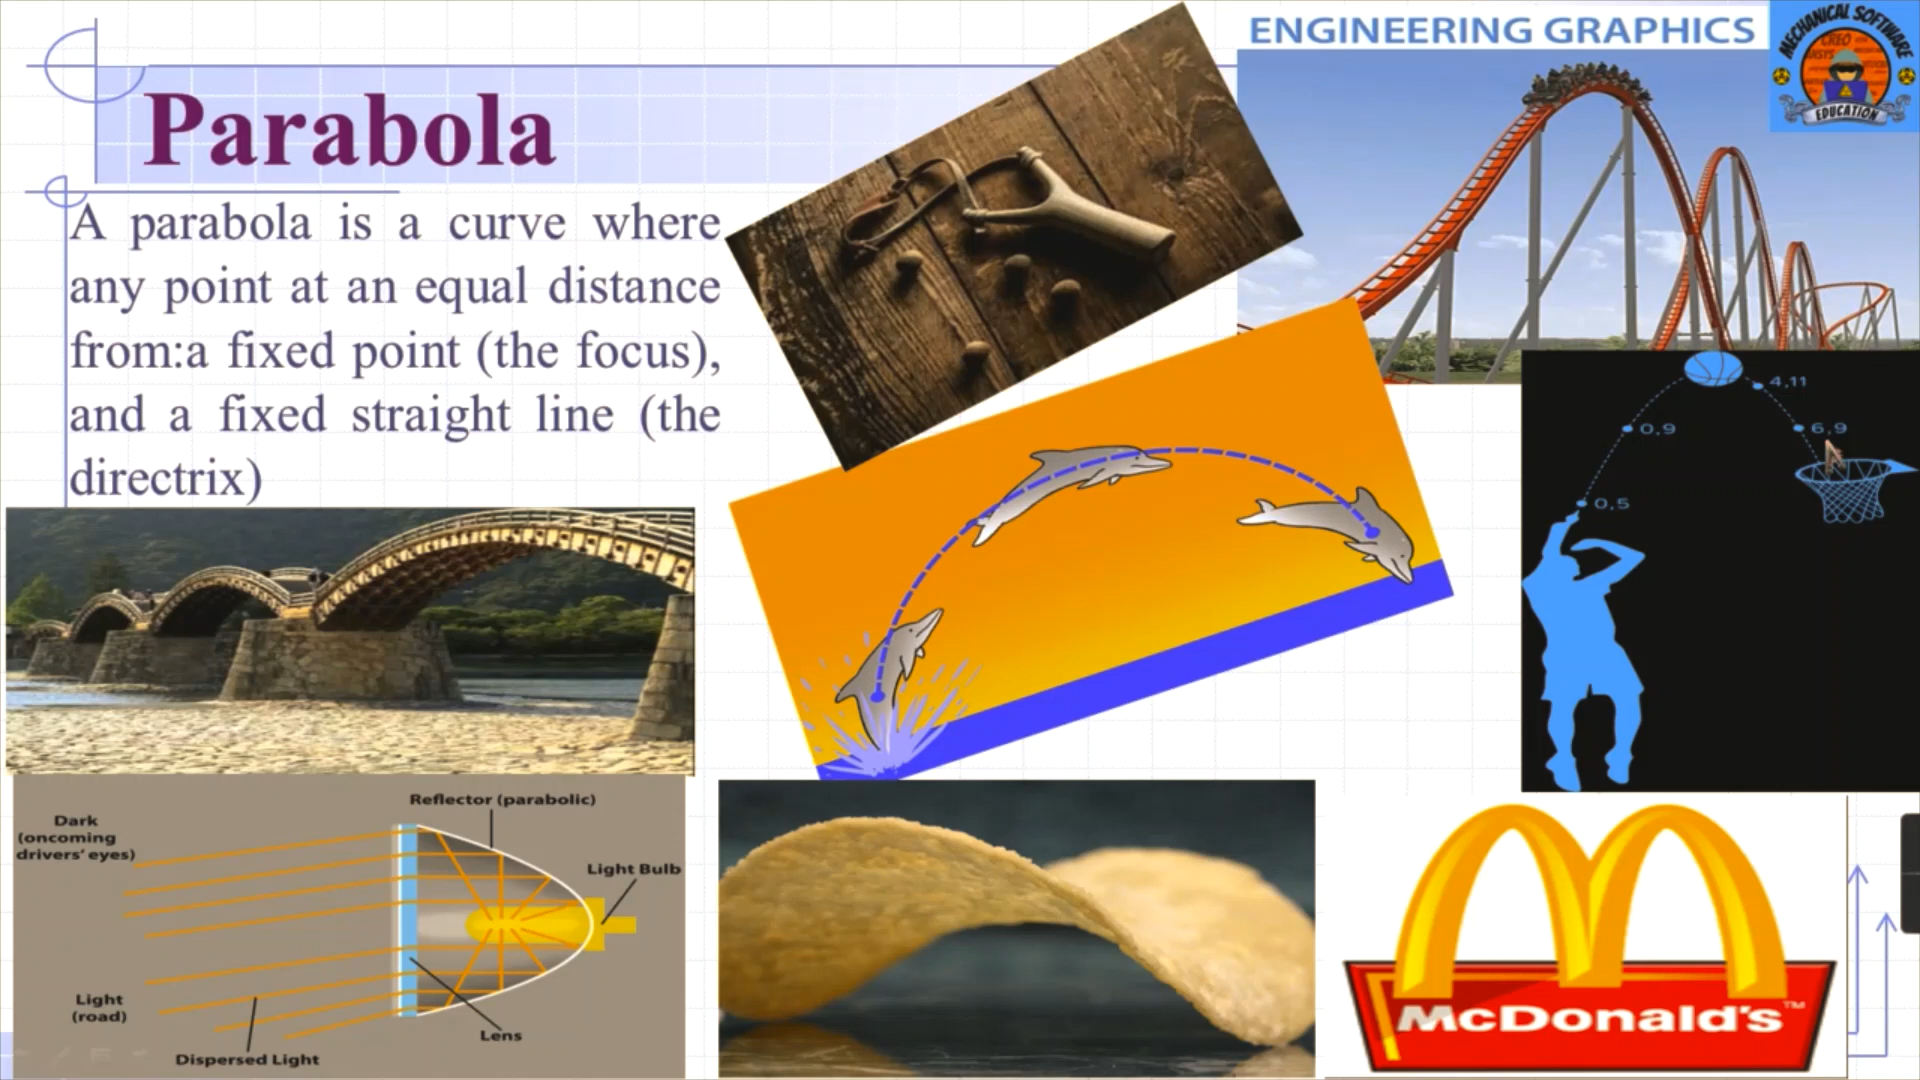 ENGINEERING GRAPHICS
MECHANICAL SOFTWARE
CREO
EDUCATION
Parabola
A parabola is a curve where
any point at an equal distance
from:a fixed point (the focus),
and a fixed straight line (the
directrix)
4,11
0,9
6,9
0,5
Reflector (parabolic)
Dark
(oncoming
drivers' eyes)
Light Bulb
Light
(road)
Lens
Dispersed Light
McDonald's™